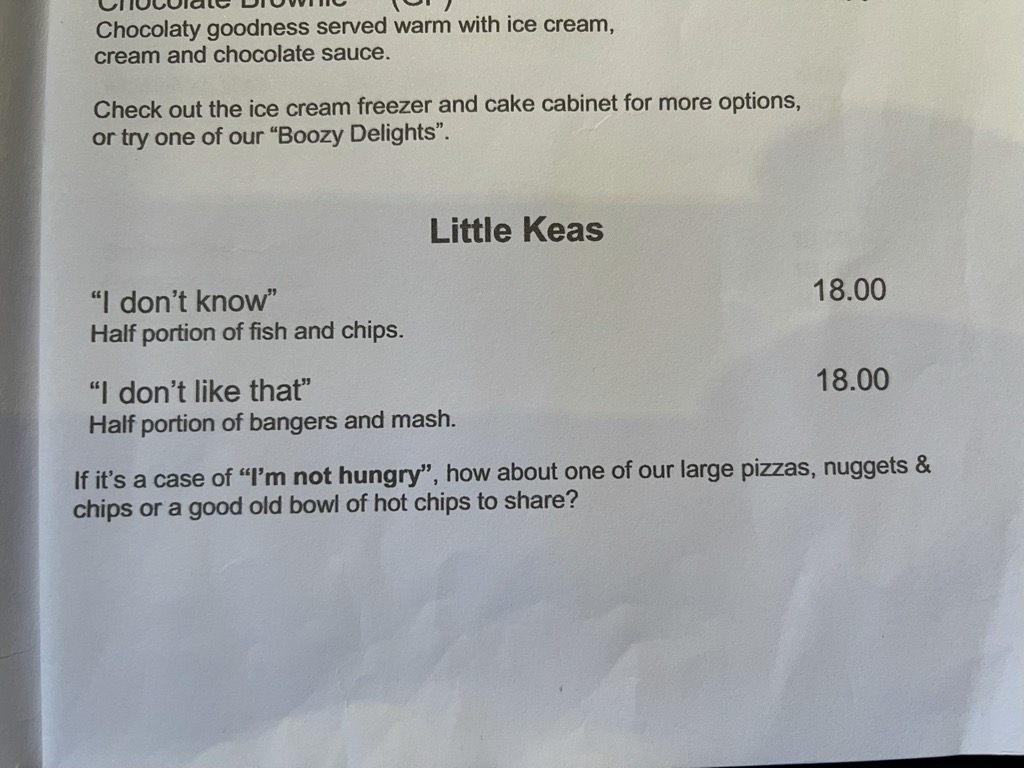 Chocolate Brownie (GF)
Chocolaty goodness served warm with ice cream,
cream and chocolate sauce.
Check out the ice cream freezer and cake cabinet for more options,
or try one of our “Boozy Delights”.
Little Keas
“I don’t know” 18.00
Half portion of fish and chips.
“I don’t like that” 18.00
Half portion of bangers and mash.
If it’s a case of “I’m not hungry”, how about one of our large pizzas, nuggets &
chips or a good old bowl of hot chips to share?